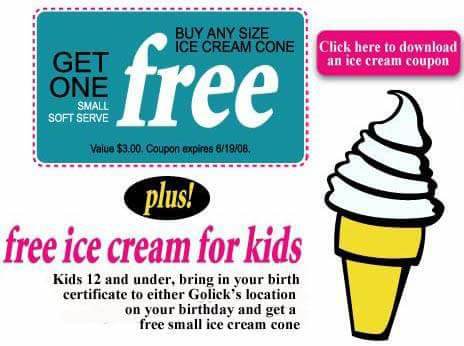 BUY ANY SIZE
ICE CREAM CONE
GET
ONE
SMALL
SOFT SERVE
free
Value $3.00. Coupon expires 6/19/08.
Click here to download
an ice cream coupon
plus!
free ice cream for kids
Kids 12 and under, bring in your birth
certificate to either Golick's location
on your birthday and get a
free small ice cream cone